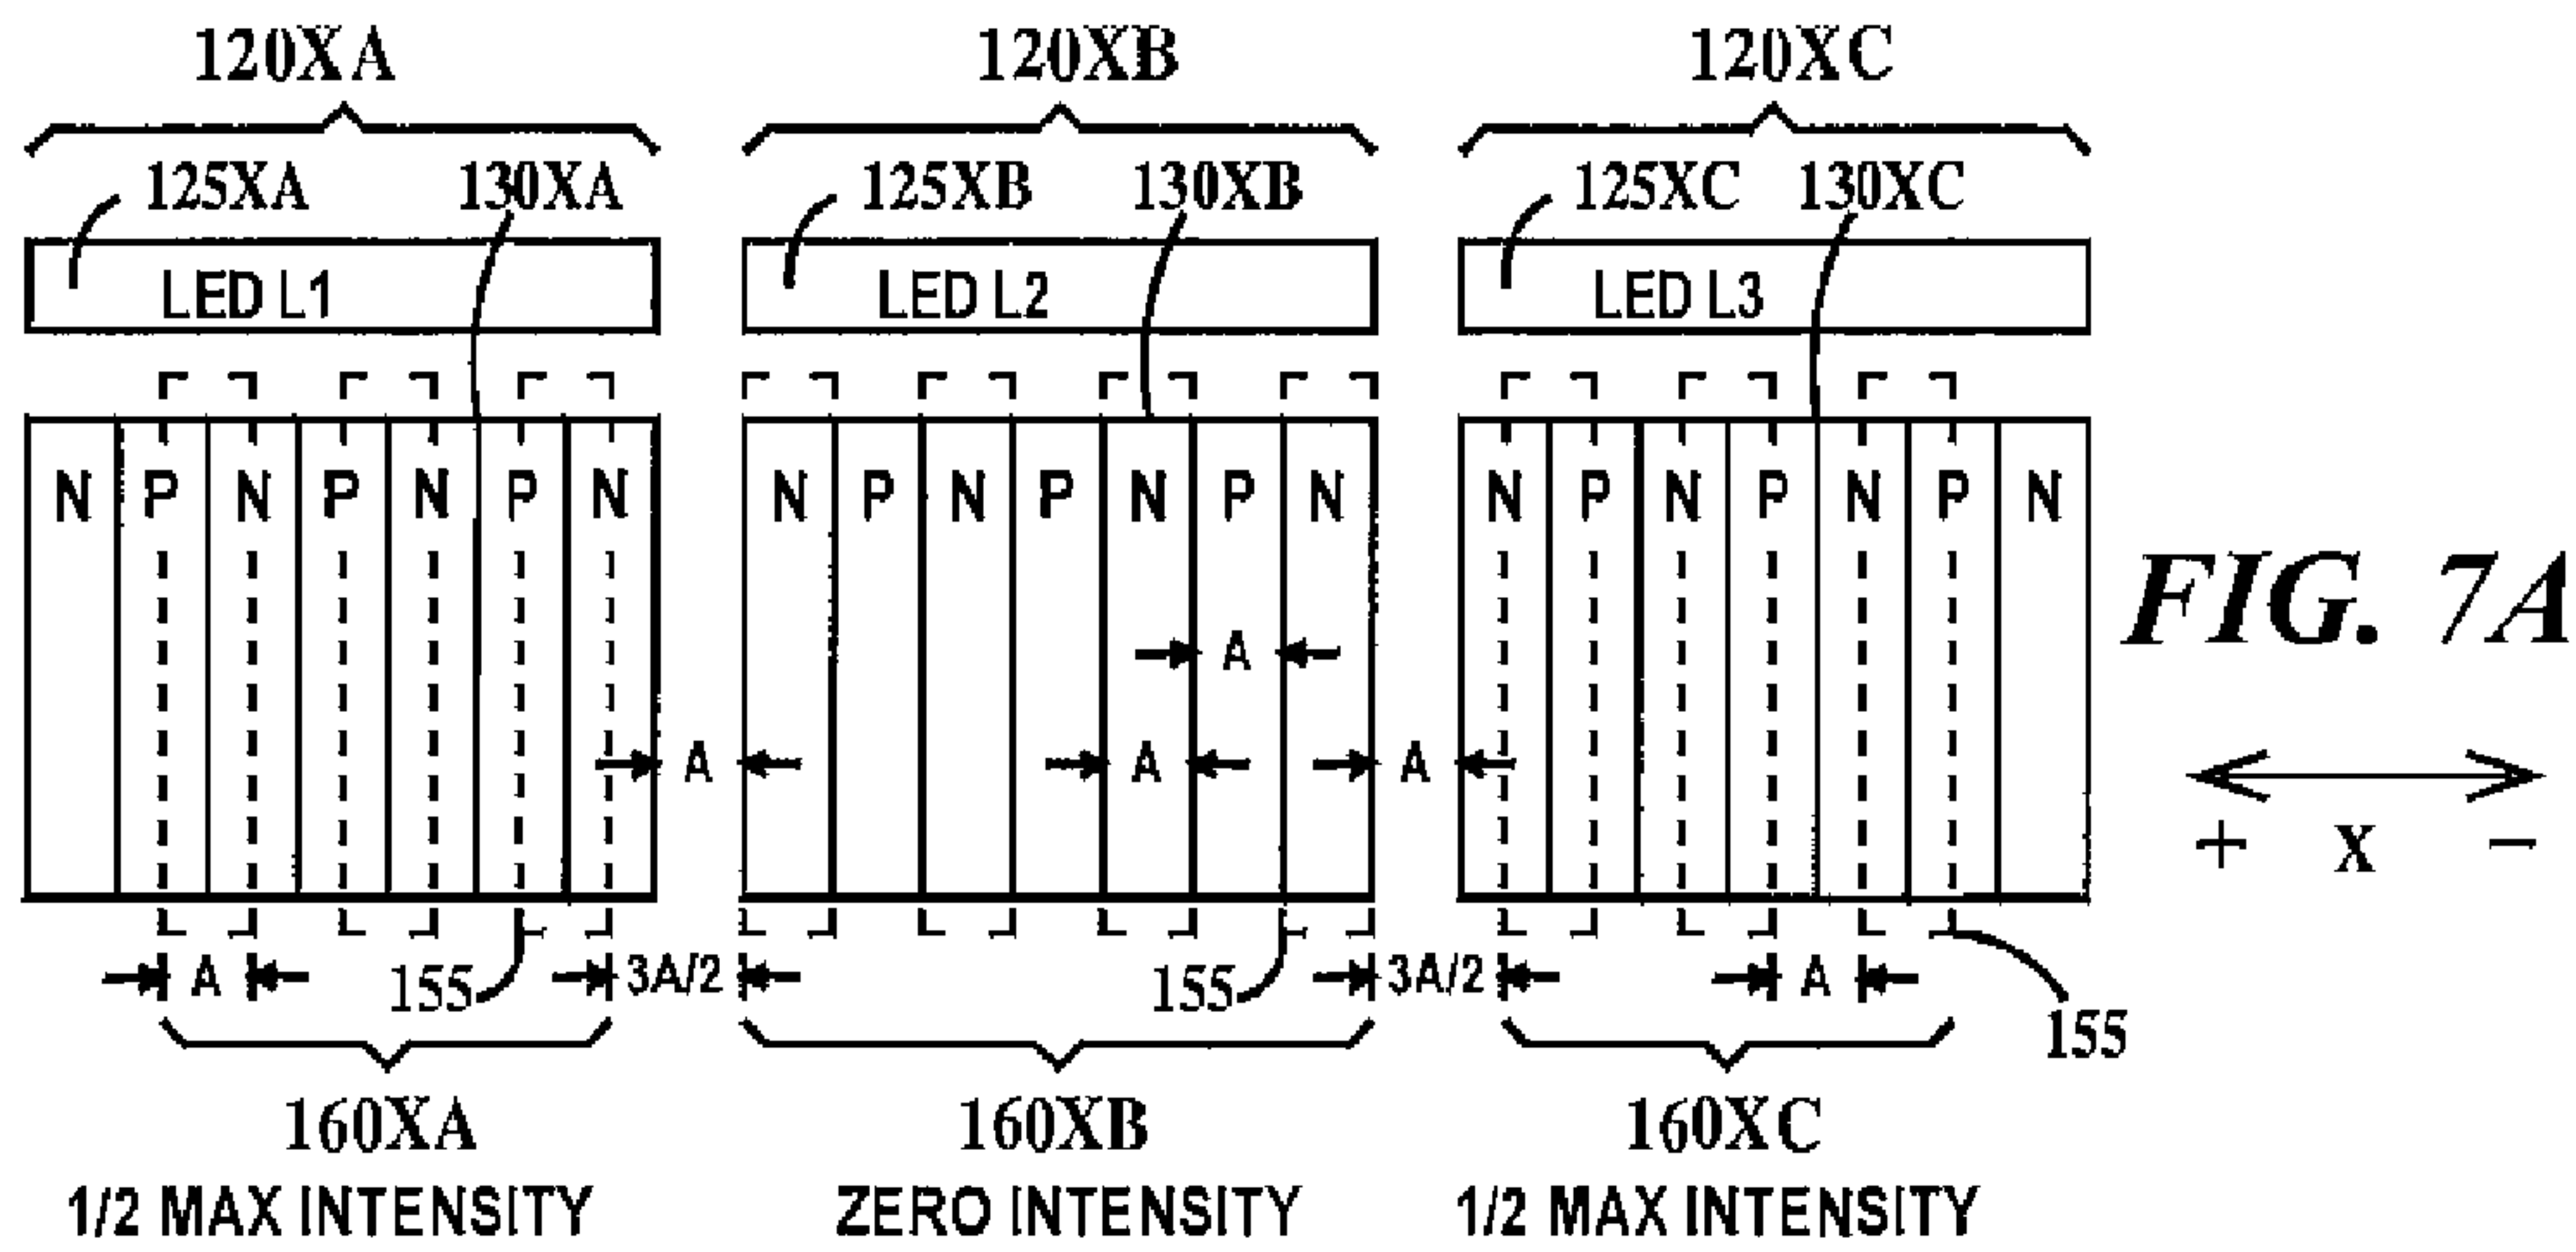 120XA 120XB 120XC
125XA 130XA 125XB 130XB 125XC 130XC
LED L1 LED L2 LED L3
N P N P N P N N P N P N P N N P N P N P N
FIG. 7A
A
A A A
+ X -
A 155 3A/2 155 3A/2 A 155
160XA 160XB 160XC
1/2 MAX INTENSITY ZERO INTENSITY 1/2 MAX INTENSITY